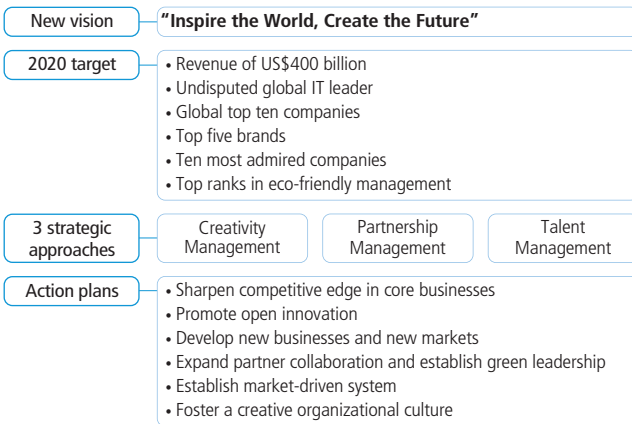 New vision
“Inspire the World, Create the Future”
2020 target
• Revenue of US$400 billion
• Undisputed global IT leader
• Global top ten companies
• Top five brands
• Ten most admired companies
• Top ranks in eco-friendly management
3 strategic
approaches
Creativity
Management
Partnership
Management
Talent
Management
Action plans
• Sharpen competitive edge in core businesses
• Promote open innovation
• Develop new businesses and new markets
• Expand partner collaboration and establish green leadership
• Establish market-driven system
• Foster a creative organizational culture